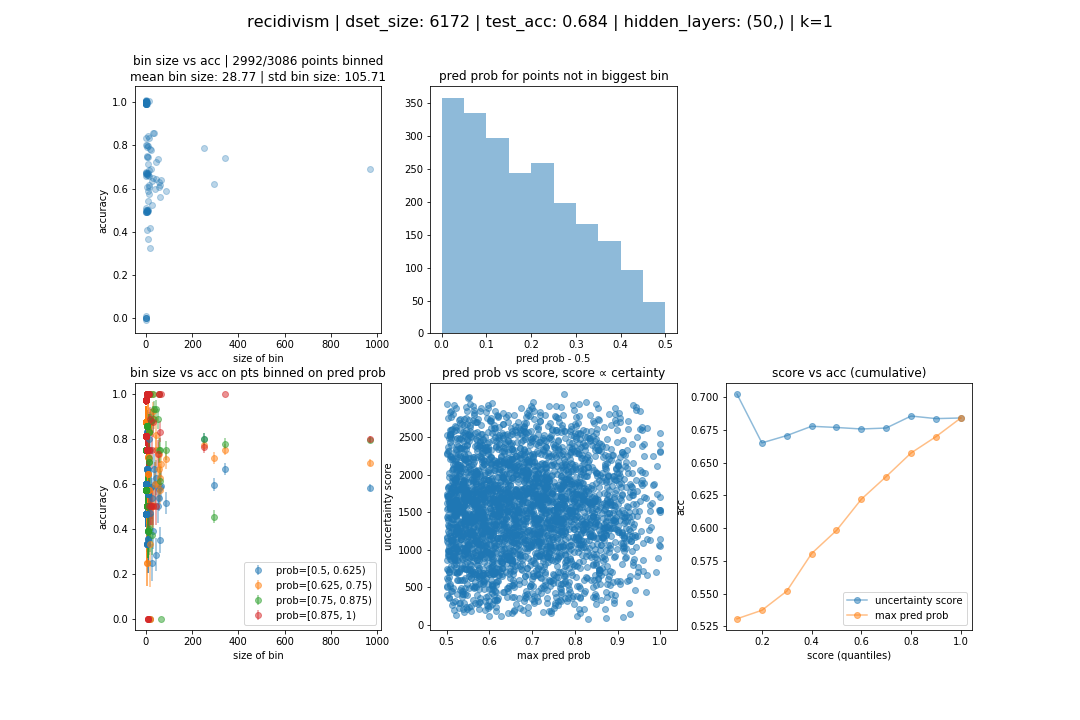 recidivism | dset_size: 6172 | test_acc: 0.684 | hidden_layers: (50,) | k=1
bin size vs acc | 2992/3086 points binned
mean bin size: 28.77 | std bin size: 105.71
accuracy
1.0
0.8
0.6
0.4
0.2
0.0
0
200
400
600
800
1000
size of bin
pred prob for points not in biggest bin
350
300
250
200
150
100
50
0
0.0
0.1
0.2
0.3
0.4
0.5
pred prob - 0.5
bin size vs acc on pts binned on pred prob
accuracy
1.0
0.8
0.6
0.4
0.2
0.0
prob=[0.5, 0.625)
prob=[0.625, 0.75)
prob=[0.75, 0.875)
prob=[0.875, 1)
0
200
400
600
800
1000
size of bin
pred prob vs score, score ∝ certainty
uncertainty score
3000
2500
2000
1500
1000
500
0
0.5
0.6
0.7
0.8
0.9
1.0
max pred prob
score vs acc (cumulative)
acc
0.700
0.675
0.650
0.625
0.600
0.575
0.550
0.525
uncertainty score
max pred prob
0.2
0.4
0.6
0.8
1.0
score (quantiles)